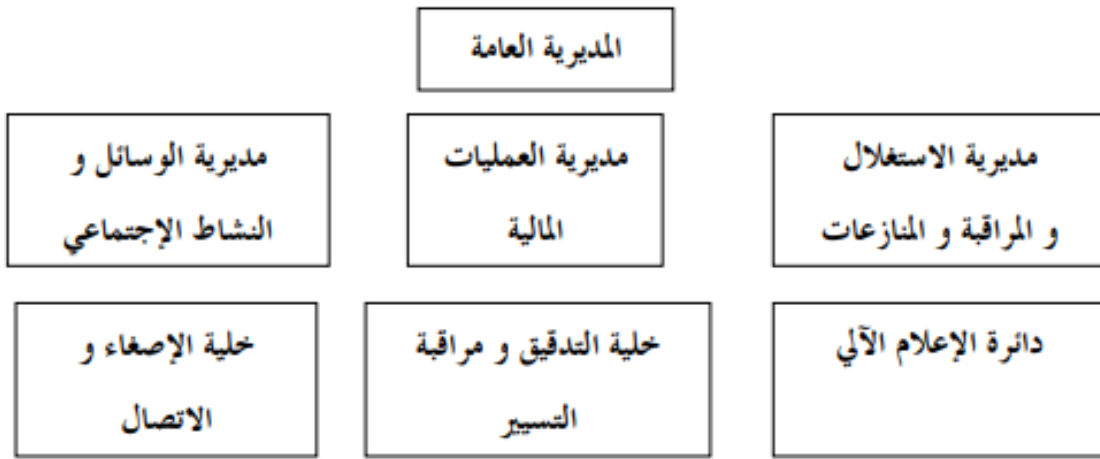 المديرية العامة
مديرية الاستغلال
و المراقبة و المنازعات
مديرية العمليات
المالية
مديرية الوسائل و
النشاط الإجتماعي
دائرة الإعلام الآلي
خلية التدقيق و مراقبة
التسيير
خلية الإصغاء و
الاتصال